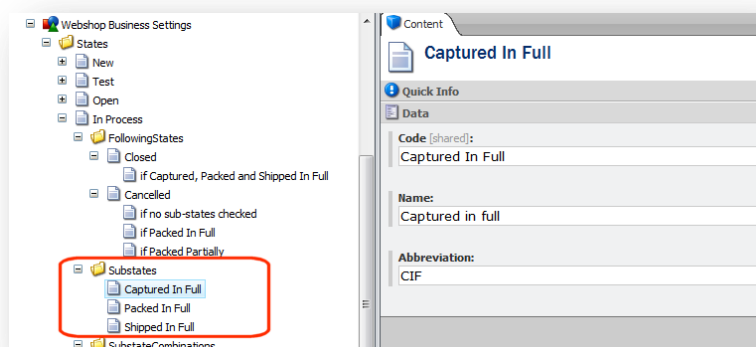 Webshop Business Settings
States
New
Test
Open
In Process
FollowingStates
Closed
if Captured, Packed and Shipped In Full
Cancelled
if no sub-states checked
if Packed In Full
if Packed Partially
Substates
Captured In Full
Packed In Full
Shipped In Full
SubstateCombinations
Content
Captured In Full
Quick Info
Data
Code [shared]:
Captured In Full
Name:
Captured in full
Abbreviation:
CIF